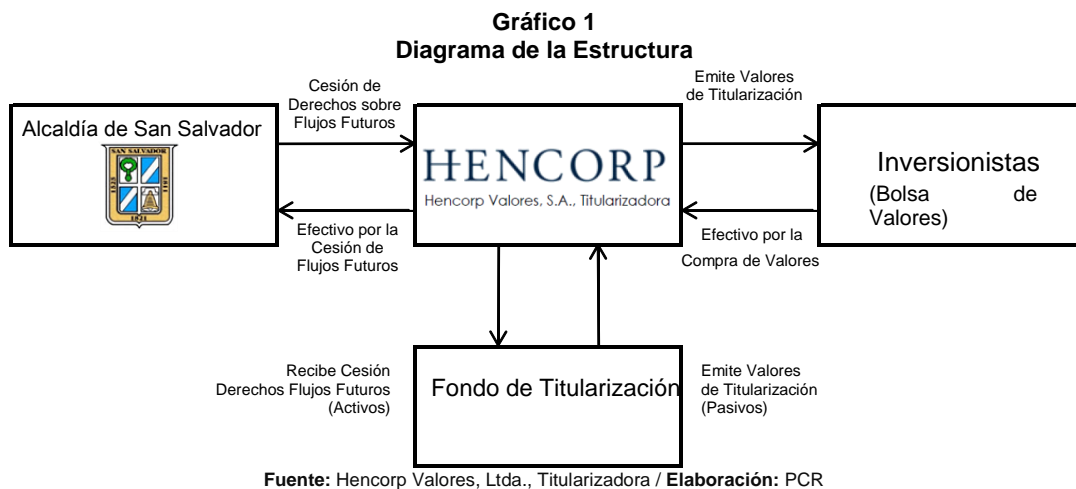 Gráfico 1
Diagrama de la Estructura
Cesión de
Derechos sobre
Flujos Futuros
Emite Valores
de Titularización
Alcaldía de San Salvador
SAN SALVADOR
1821
HENCORP
Hencorp Valores, S.A., Titularizadora
Inversionistas
(Bolsa de
Valores)
Efectivo por la
Cesión de
Flujos Futuros
Efectivo por la
Compra de Valores
Recibe Cesión
Derechos Flujos Futuros
(Activos)
Fondo de Titularización
Emite Valores
de Titularización
(Pasivos)
Fuente: Hencorp Valores, Ltda., Titularizadora / Elaboración: PCR